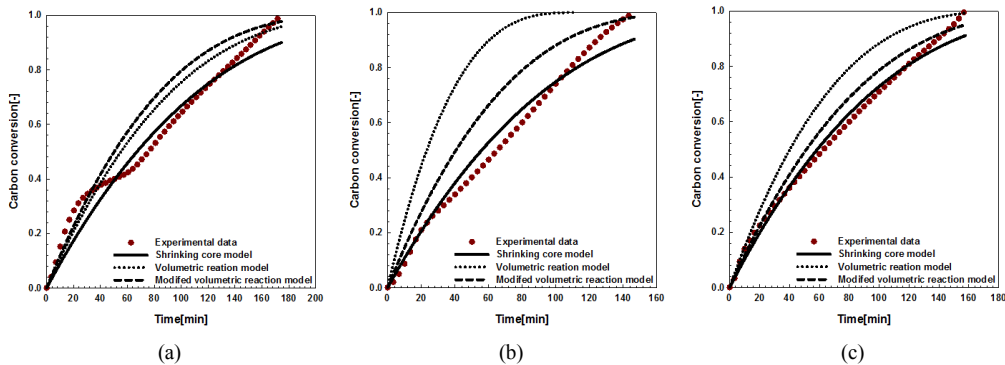 1.0
0.8
0.6
0.4
0.2
0.0
Carbon conversion[-]
Experimental data
Shrinking core model
Volumetric reation model
Modifed volumetric reaction model
0 20 40 60 80 100 120 140 160 180 200
Time[min]
(a)
1.0
0.8
0.6
0.4
0.2
0.0
Carbon conversion[-]
Experimental data
Shrinking core model
Volumetric reation model
Modifed volumetric reaction model
0 20 40 60 80 100 120 140 160
Time[min]
(b)
1.0
0.8
0.6
0.4
0.2
0.0
Carbon conversion[-]
Experimental data
Shrinking core model
Volumetric reation model
Modifed volumetric reaction model
0 20 40 60 80 100 120 140 160 180
Time[min]
(c)